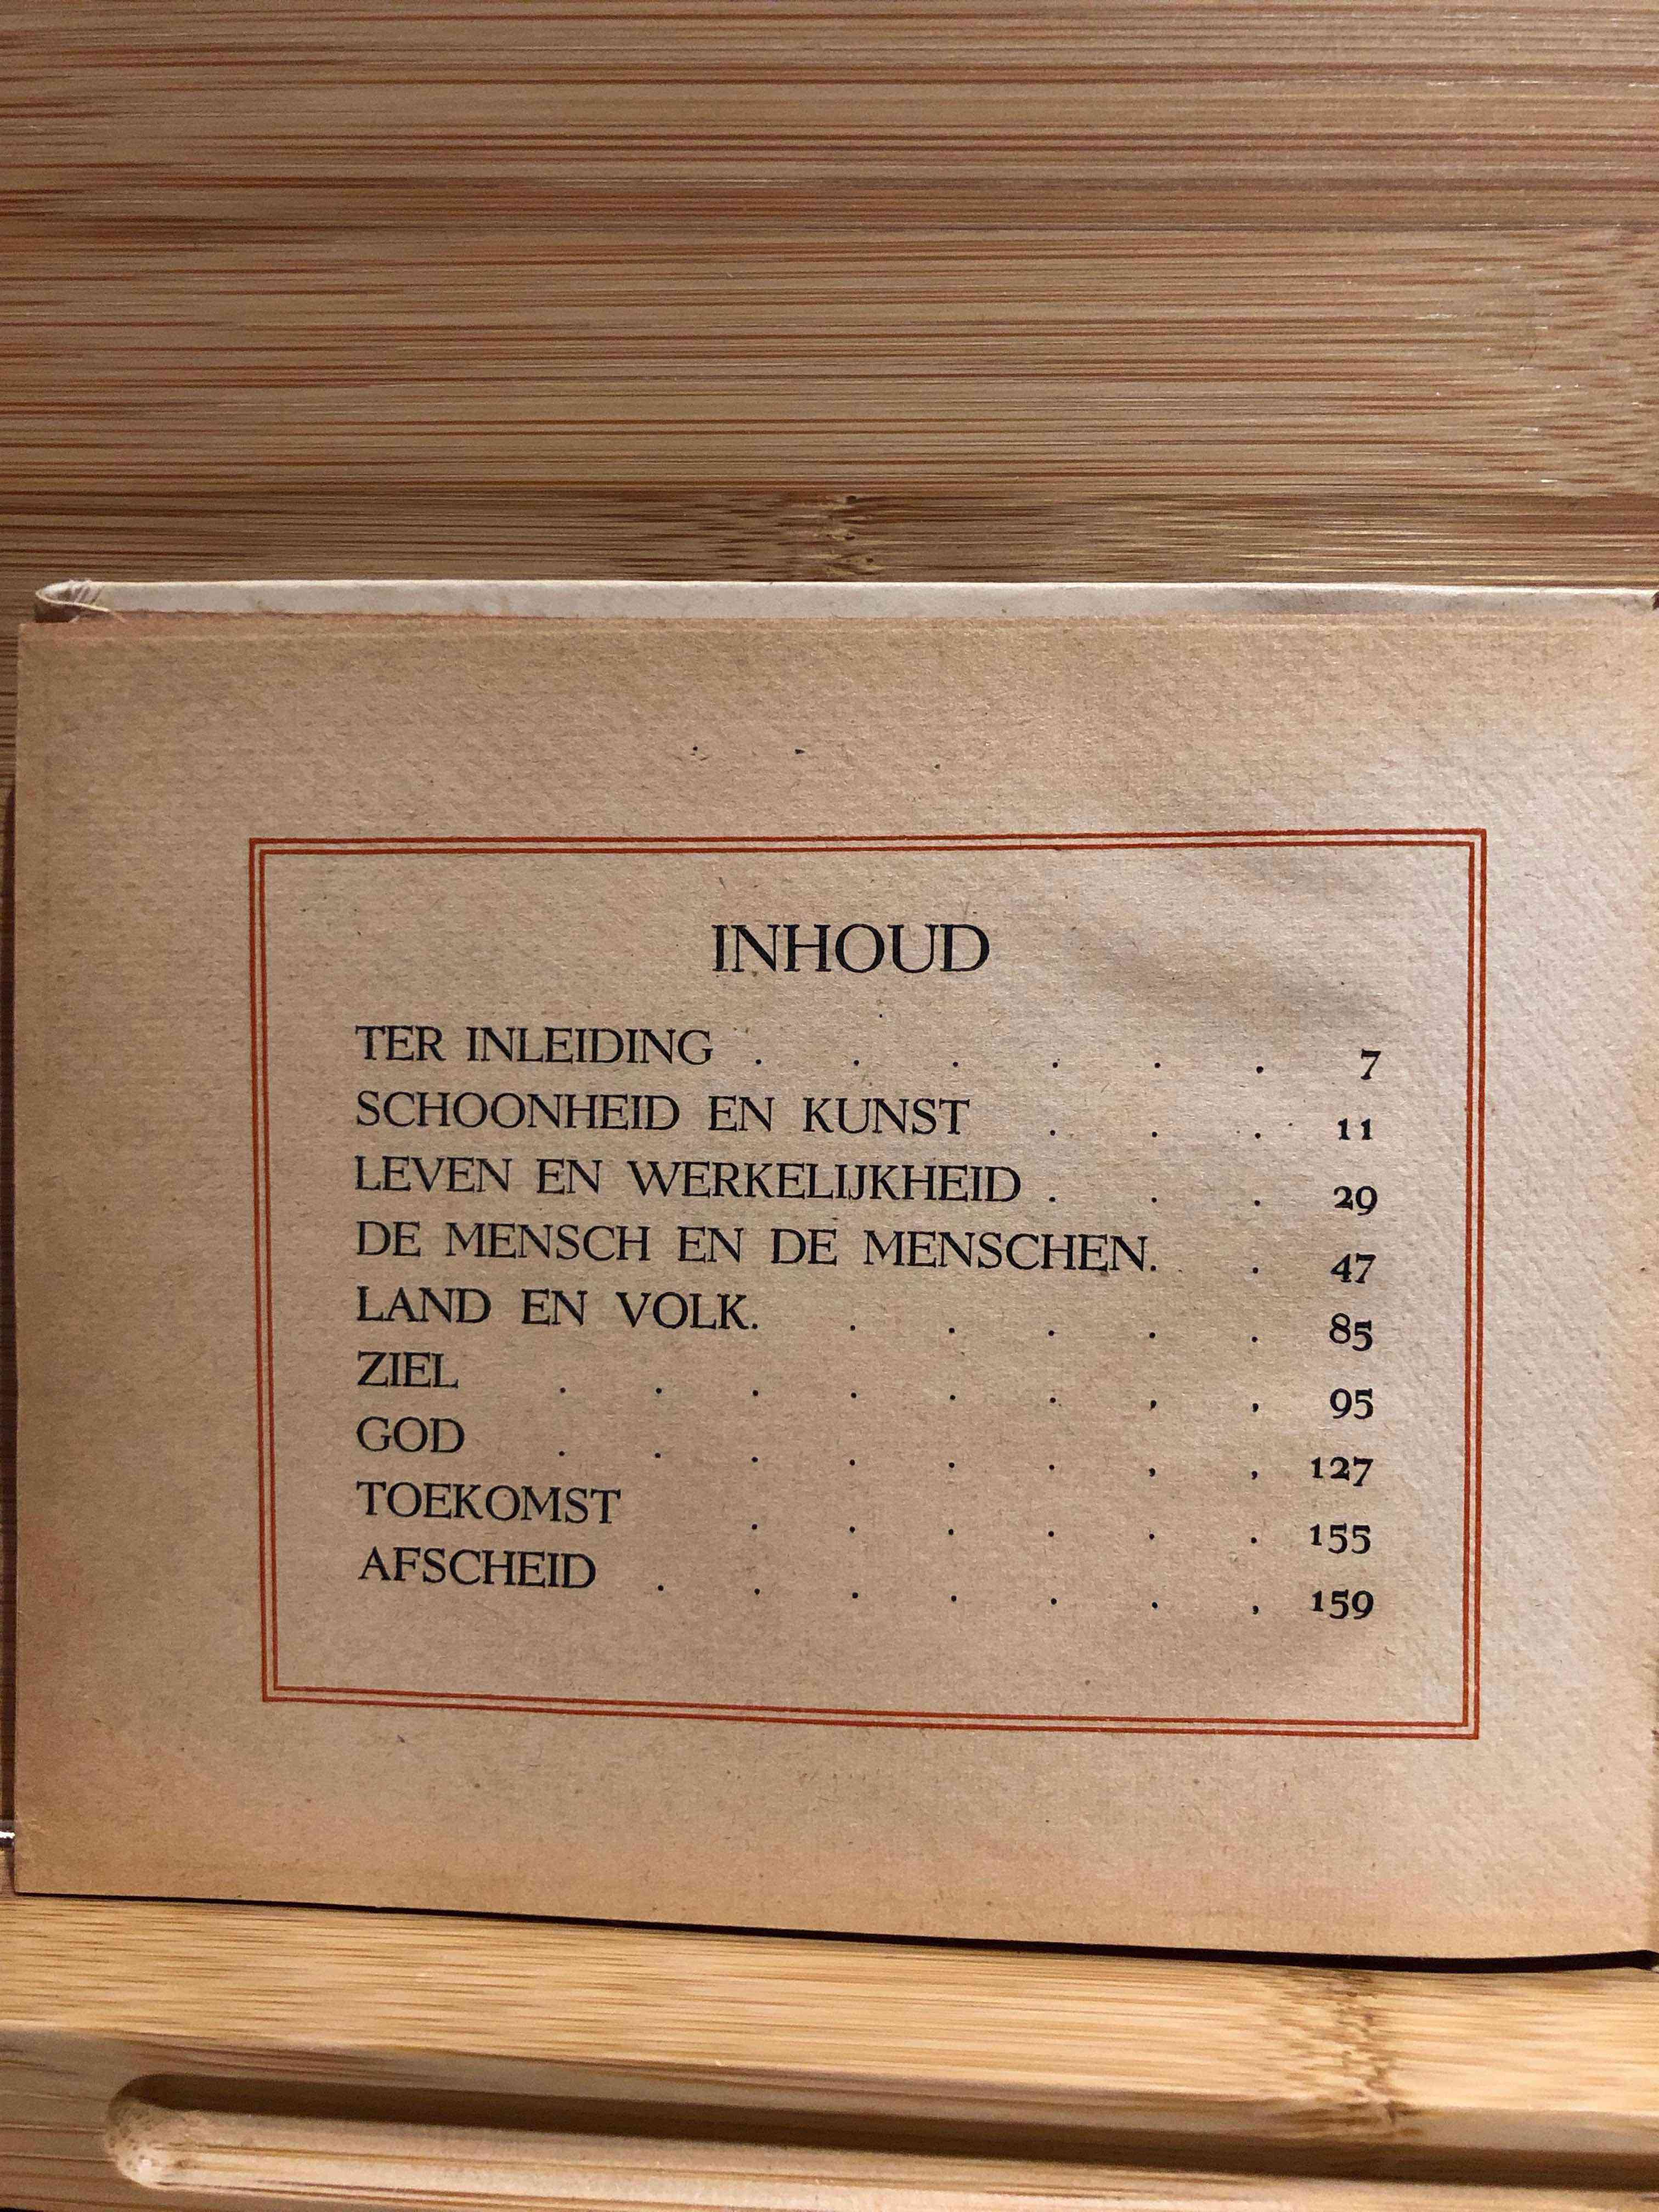 INHOUD
TER INLEIDING . . . . . . 7
SCHOONHEID EN KUNST . . . 11
LEVEN EN WERKELIJKHEID . . . 29
DE MENSCH EN DE MENSCHEN. . 47
LAND EN VOLK. . . . . . 85
ZIEL . . . . . . , , 95
GOD . . . . . . , , 127
TOEKOMST . . . . . . 155
AFSCHEID . . . . . . , 159